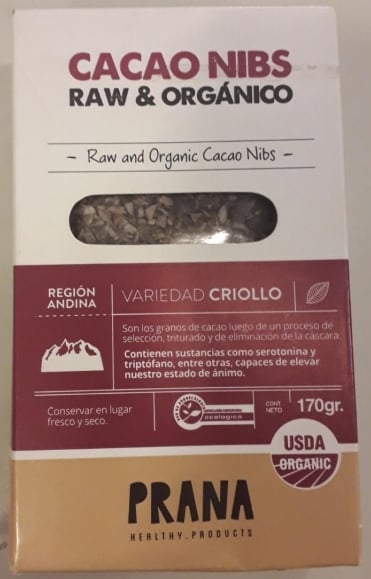 CACAO NIBS
RAW & ORGÁNICO
- Raw and Organic Cacao Nibs -
REGIÓN
ANDINA
VARIEDAD CRIOLLO
Son los granos de cacao luego de un proceso de
selección, triturado y de eliminación de la cáscara.
Contienen sustancias como serotonina y
triptófano, entre otras, capaces de elevar
nuestro estado de ánimo.
Conservar en lugar
fresco y seco.
ecologica
CONT
NETO
170gr.
USDA
ORGANIC
PRANA
HEALTHY.PRODUCTS